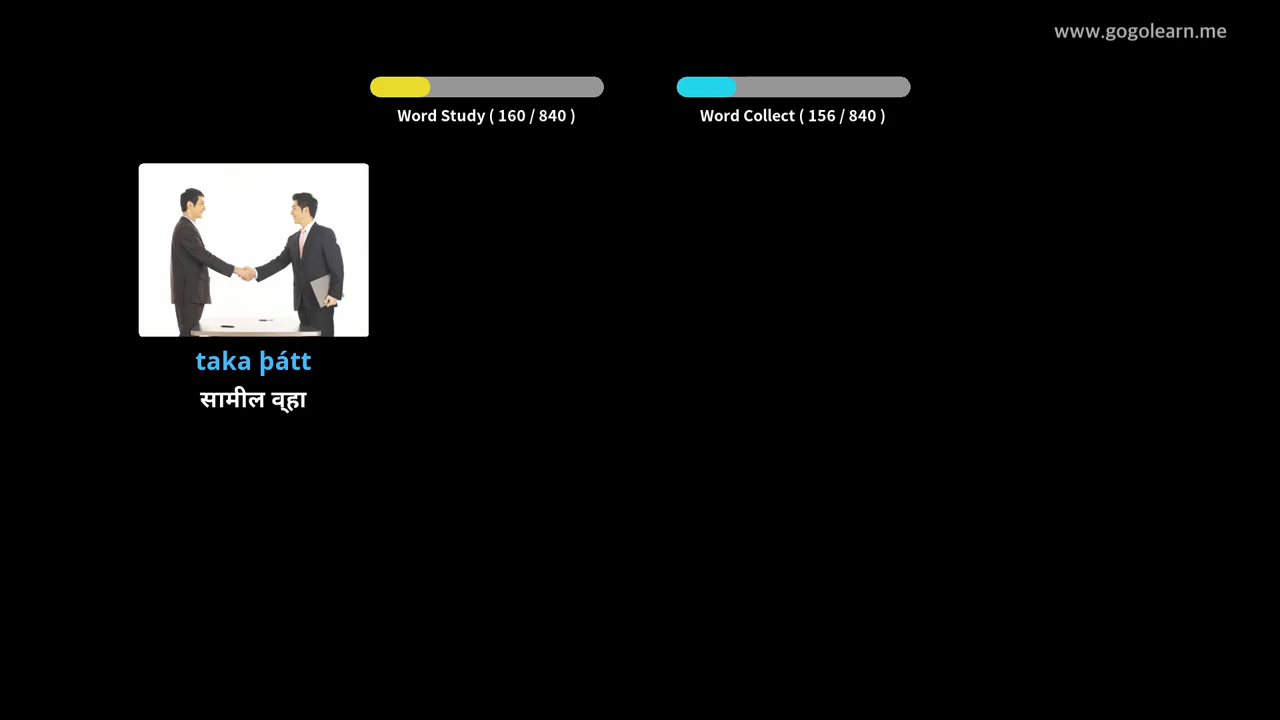 www.gogolearn.me
Word Study ( 160 / 840 )
Word Collect ( 156 / 840 )
taka þátt
सामील व्हा